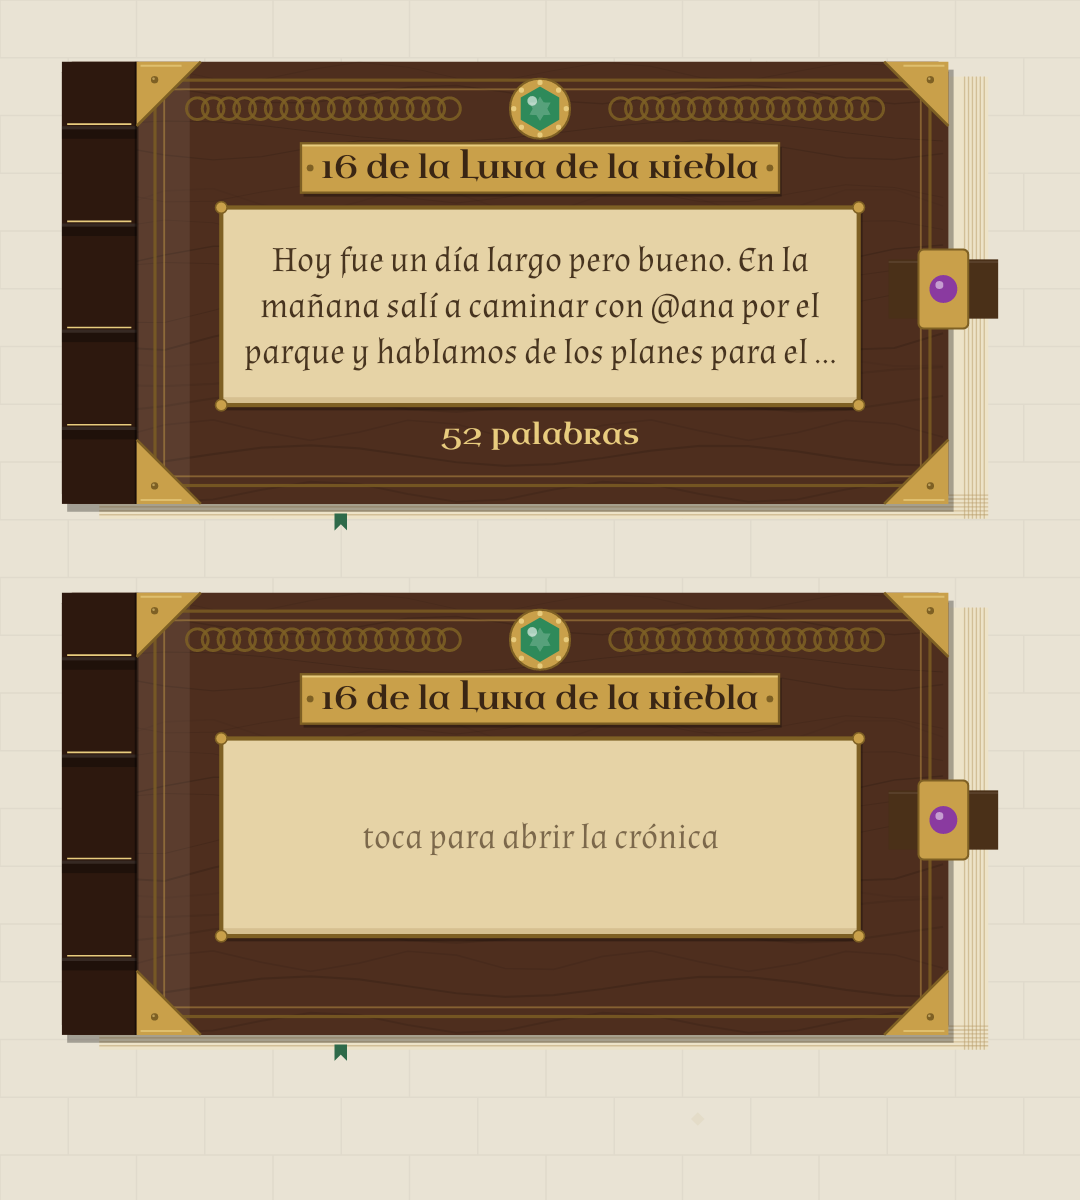 16 de la Luna de la niebla
Hoy fue un día largo pero bueno. En la
mañana salí a caminar con @ana por el
parque y hablamos de los planes para el ...
52 palabras
16 de la Luna de la niebla
toca para abrir la crónica